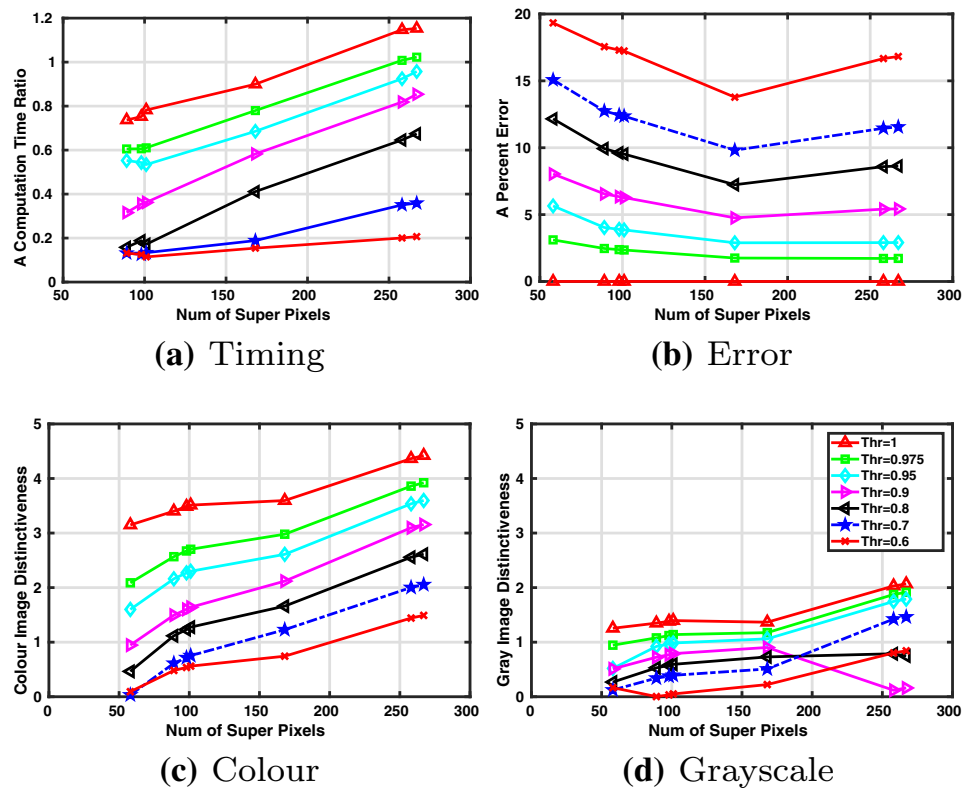 1.2
1
0.8
0.6
0.4
0.2
0
A Computation Time Ratio
50 100 150 200 250 300
Num of Super Pixels
(a) Timing
20
15
10
5
0
A Percent Error
50 100 150 200 250 300
Num of Super Pixels
(b) Error
5
4
3
2
1
0
Colour Image Distinctiveness
0 50 100 150 200 250 300
Num of Super Pixels
(c) Colour
5
4
3
2
1
0
Gray Image Distinctiveness
Thr=1
Thr=0.975
Thr=0.95
Thr=0.9
Thr=0.8
Thr=0.7
Thr=0.6
0 50 100 150 200 250 300
Num of Super Pixels
(d) Grayscale